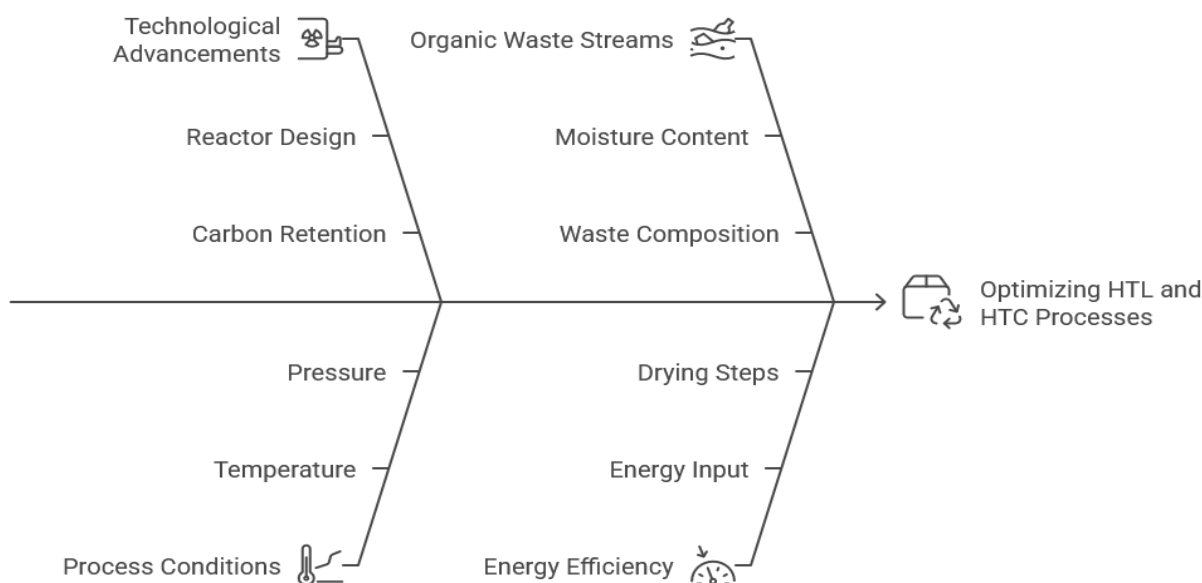 Technological
Advancements
Organic Waste Streams
Reactor Design
Moisture Content
Carbon Retention
Waste Composition
Optimizing HTL and
HTC Processes
Pressure
Drying Steps
Temperature
Energy Input
Process Conditions
Energy Efficiency